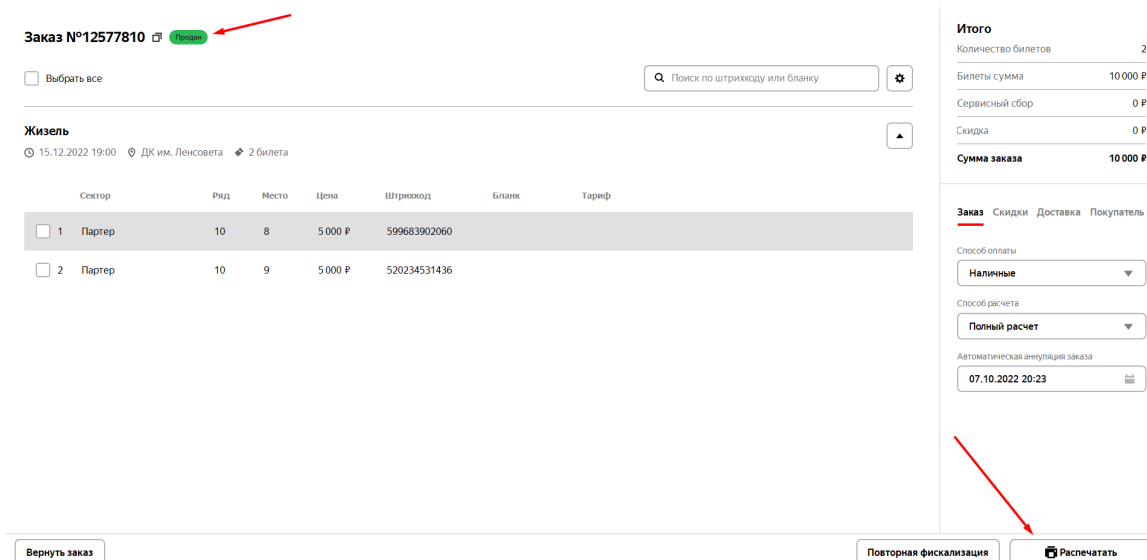 Заказ №12577810 Продан
Выбрать все
Поиск по штрихкоду или бланку
Жизель
15.12.2022 19:00 ДК им. Ленсовета 2 билета
Сектор Ряд Место Цена Штрихкод Бланк Тариф
1 Партер 10 8 5 000 ₽ 599683902060
2 Партер 10 9 5 000 ₽ 520234531436
Итого
Количество билетов 2
Билеты сумма 10 000 ₽
Сервисный сбор 0 ₽
Скидка 0 ₽
Сумма заказа 10 000 ₽
Заказ Скидки Доставка Покупатель
Способ оплаты
Наличные
Способ расчета
Полный расчет
Автоматическая аннуляция заказа
07.10.2022 20:23
Вернуть заказ Повторная фискализация Распечатать